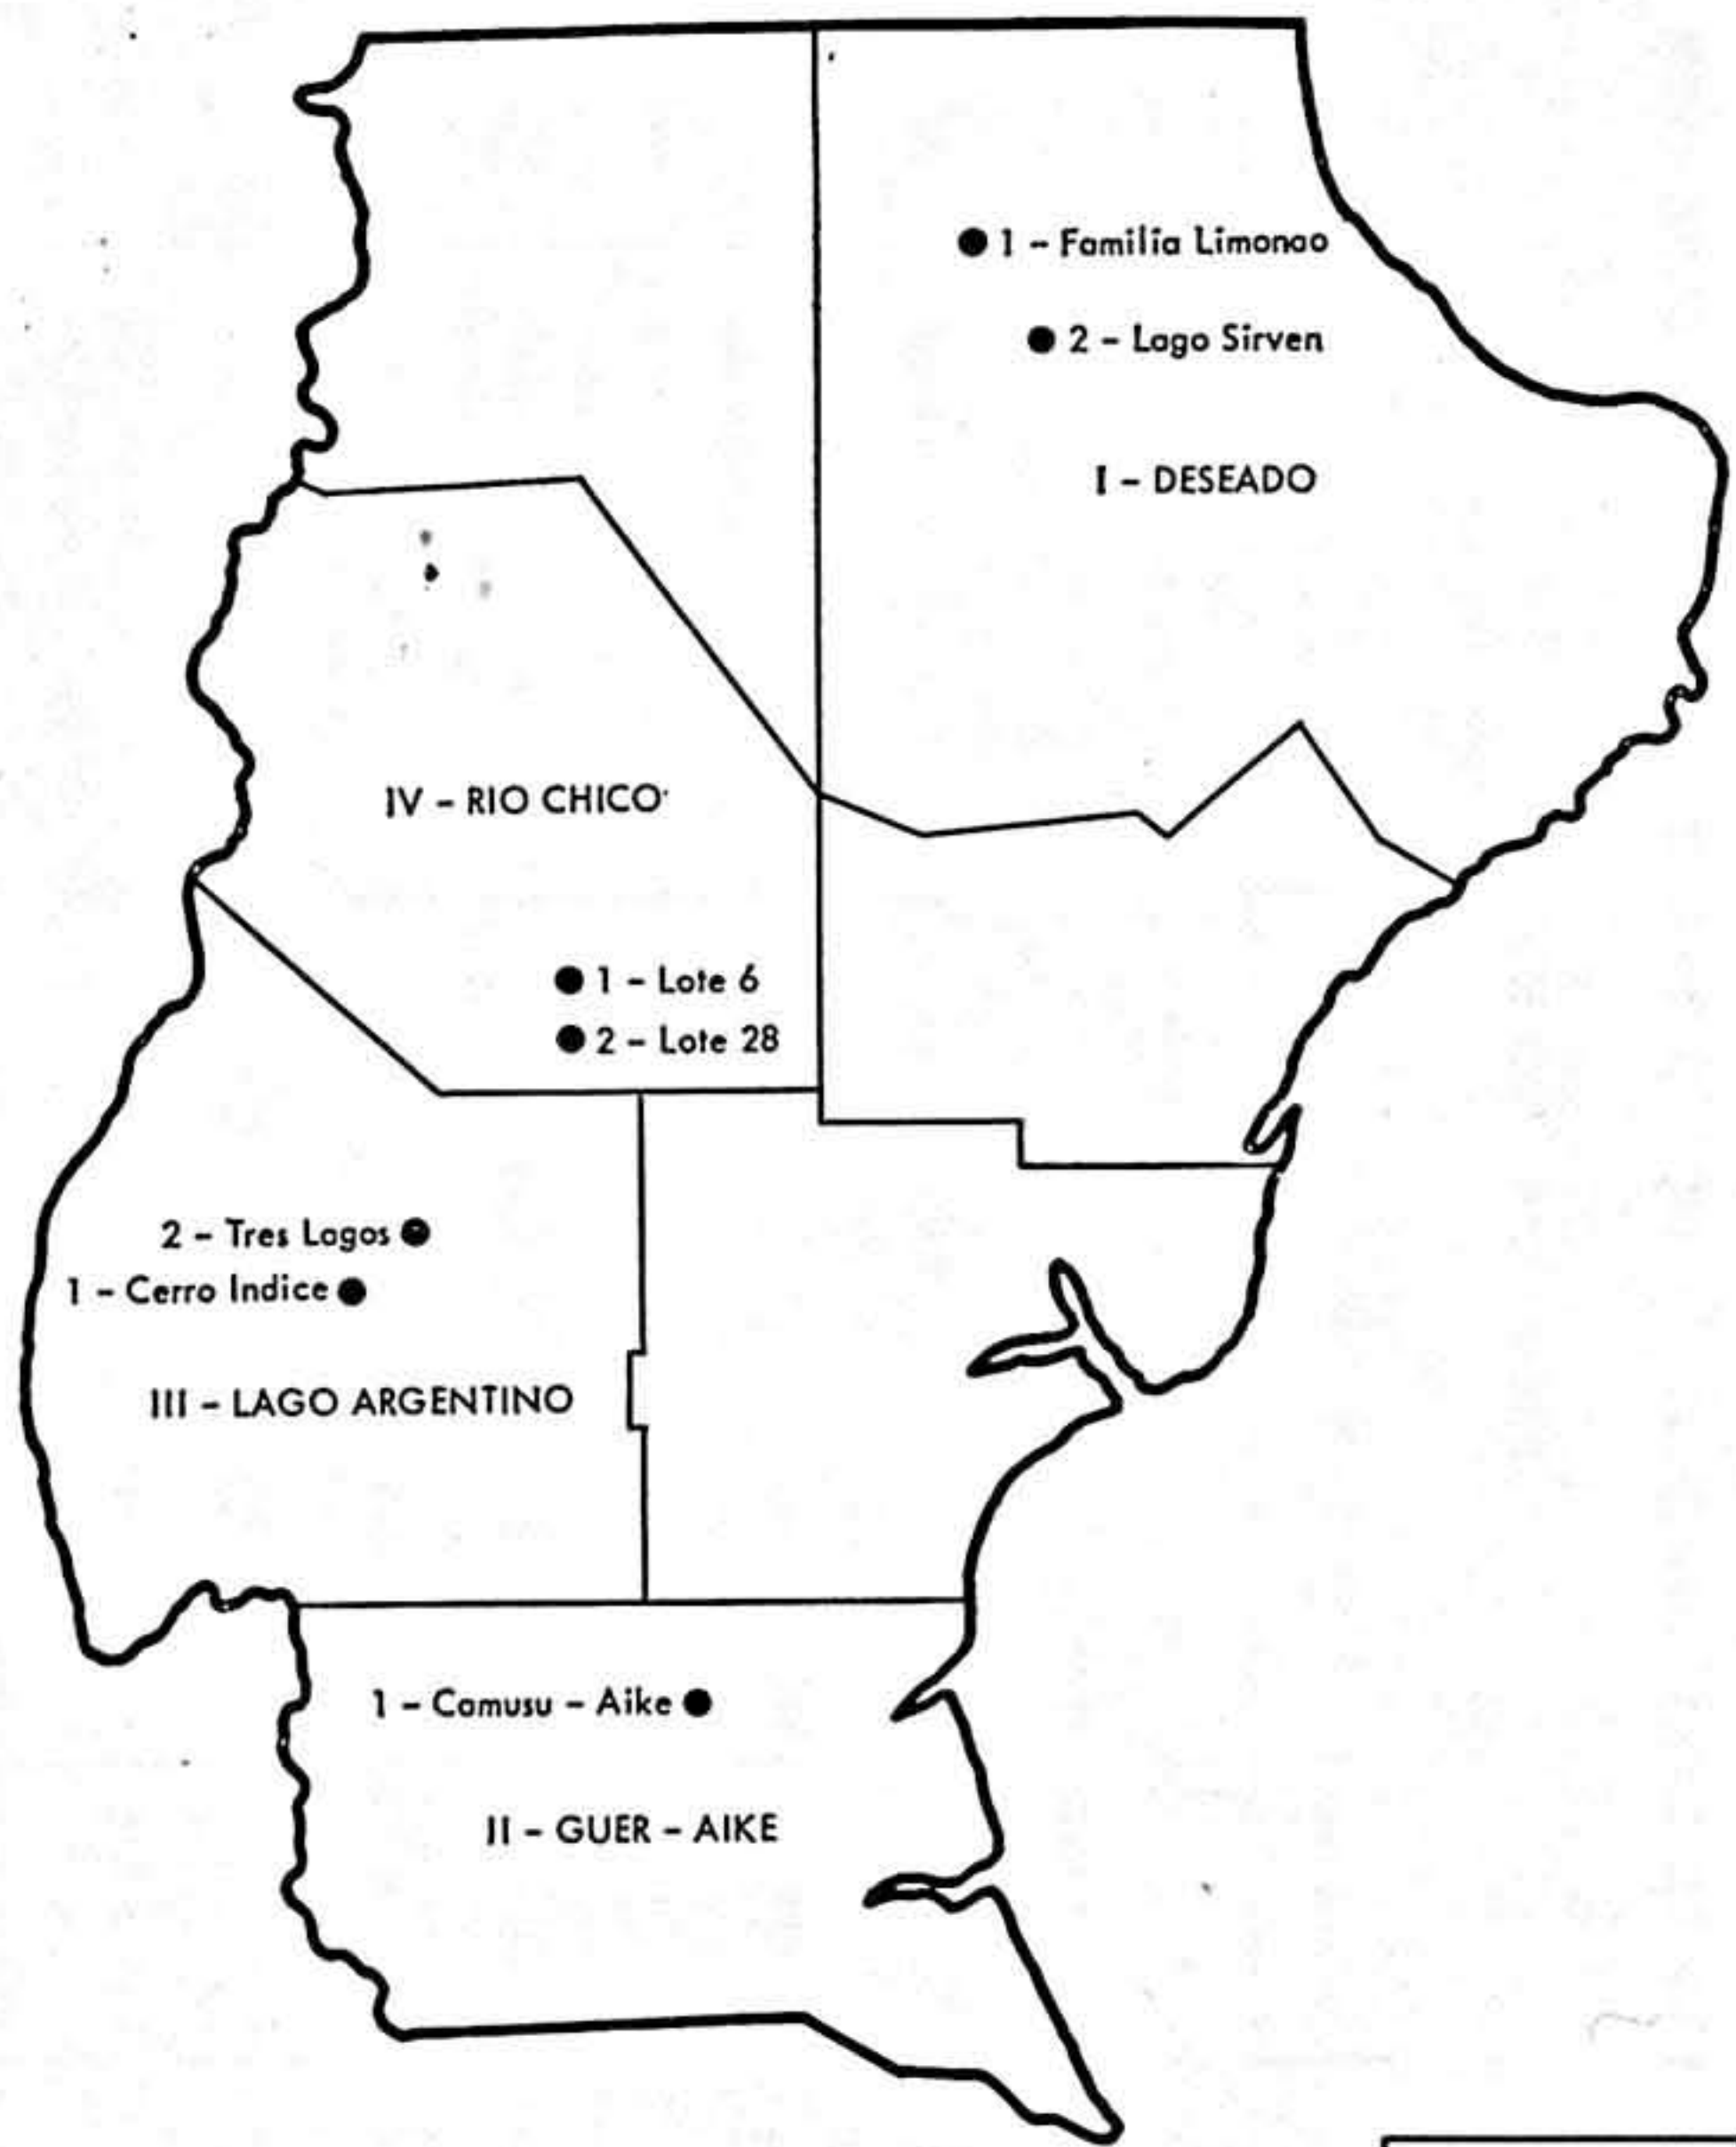 1 - Familia Limonao
2 - Lago Sirven
I - DESEADO
IV - RIO CHICO
1 - Lote 6
2 - Lote 28
2 - Tres Lagos
1 - Cerro Indice
III - LAGO ARGENTINO
1 - Camusu - Aike
II - GUER - AIKE